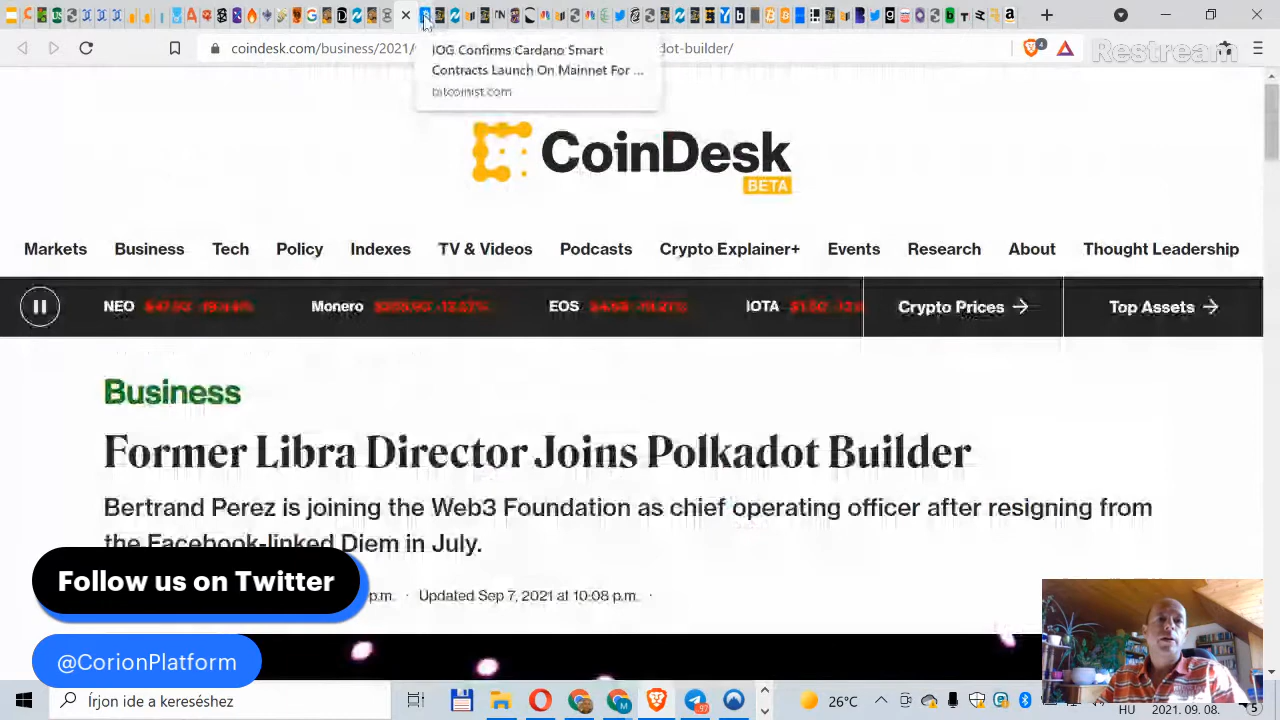 coindesk.com/business/2021/
dot-builder/
Restream
IOG Confirms Cardano Smart
Contracts Launch On Mainnet For ...
bitcoinist.com
CoinDesk
BETA
Markets Business Tech Policy Indexes TV & Videos Podcasts Crypto Explainer+ Events Research About Thought Leadership
NEO Monero EOS IOTA Crypto Prices → Top Assets →
Business
Former Libra Director Joins Polkadot Builder
Bertrand Perez is joining the Web3 Foundation as chief operating officer after resigning from
the Facebook-linked Diem in July.
p.m. · Updated Sep 7, 2021 at 10:08 p.m. ·
Follow us on Twitter
@CorionPlatform
Írjon ide a kereséshez
26°C
HU
2021. 09. 08.